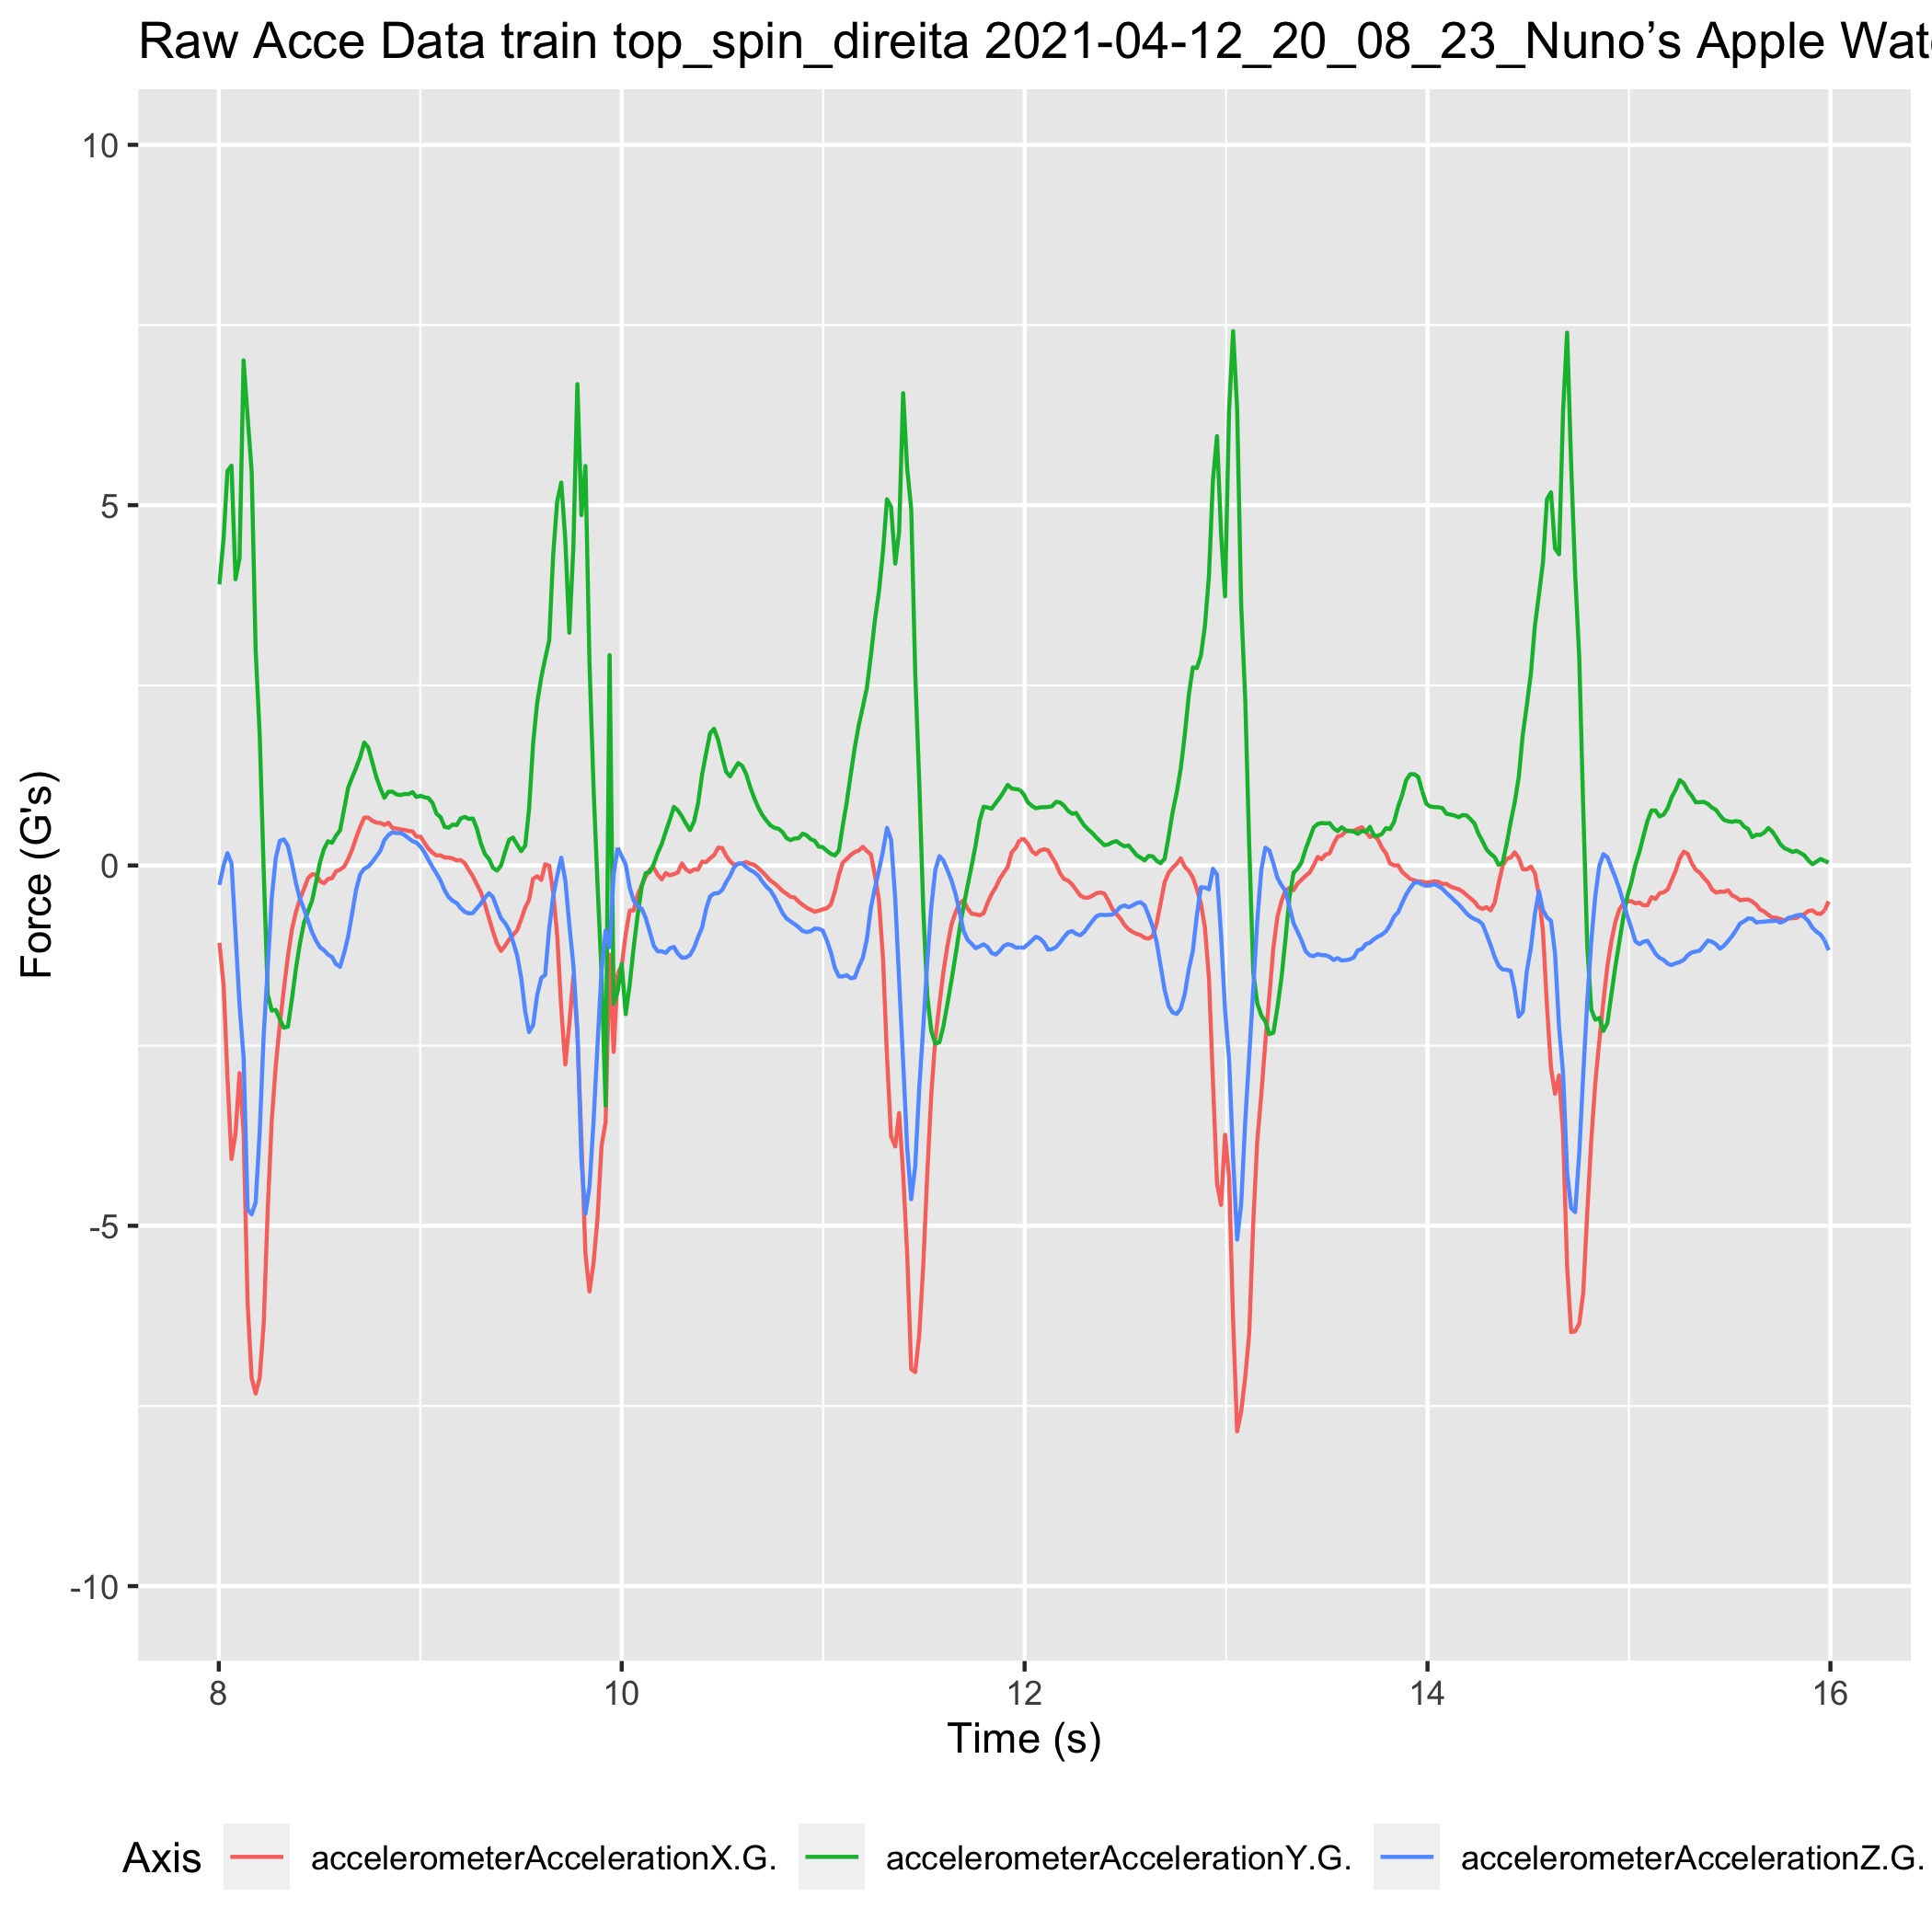 Raw Acce Data train top_spin_direita 2021-04-12_20_08_23_Nuno’s Apple Wat
10
5
0
-5
-10
Force (G's)
8 10 12 14 16
Time (s)
Axis accelerometerAccelerationX.G. accelerometerAccelerationY.G. accelerometerAccelerationZ.G.